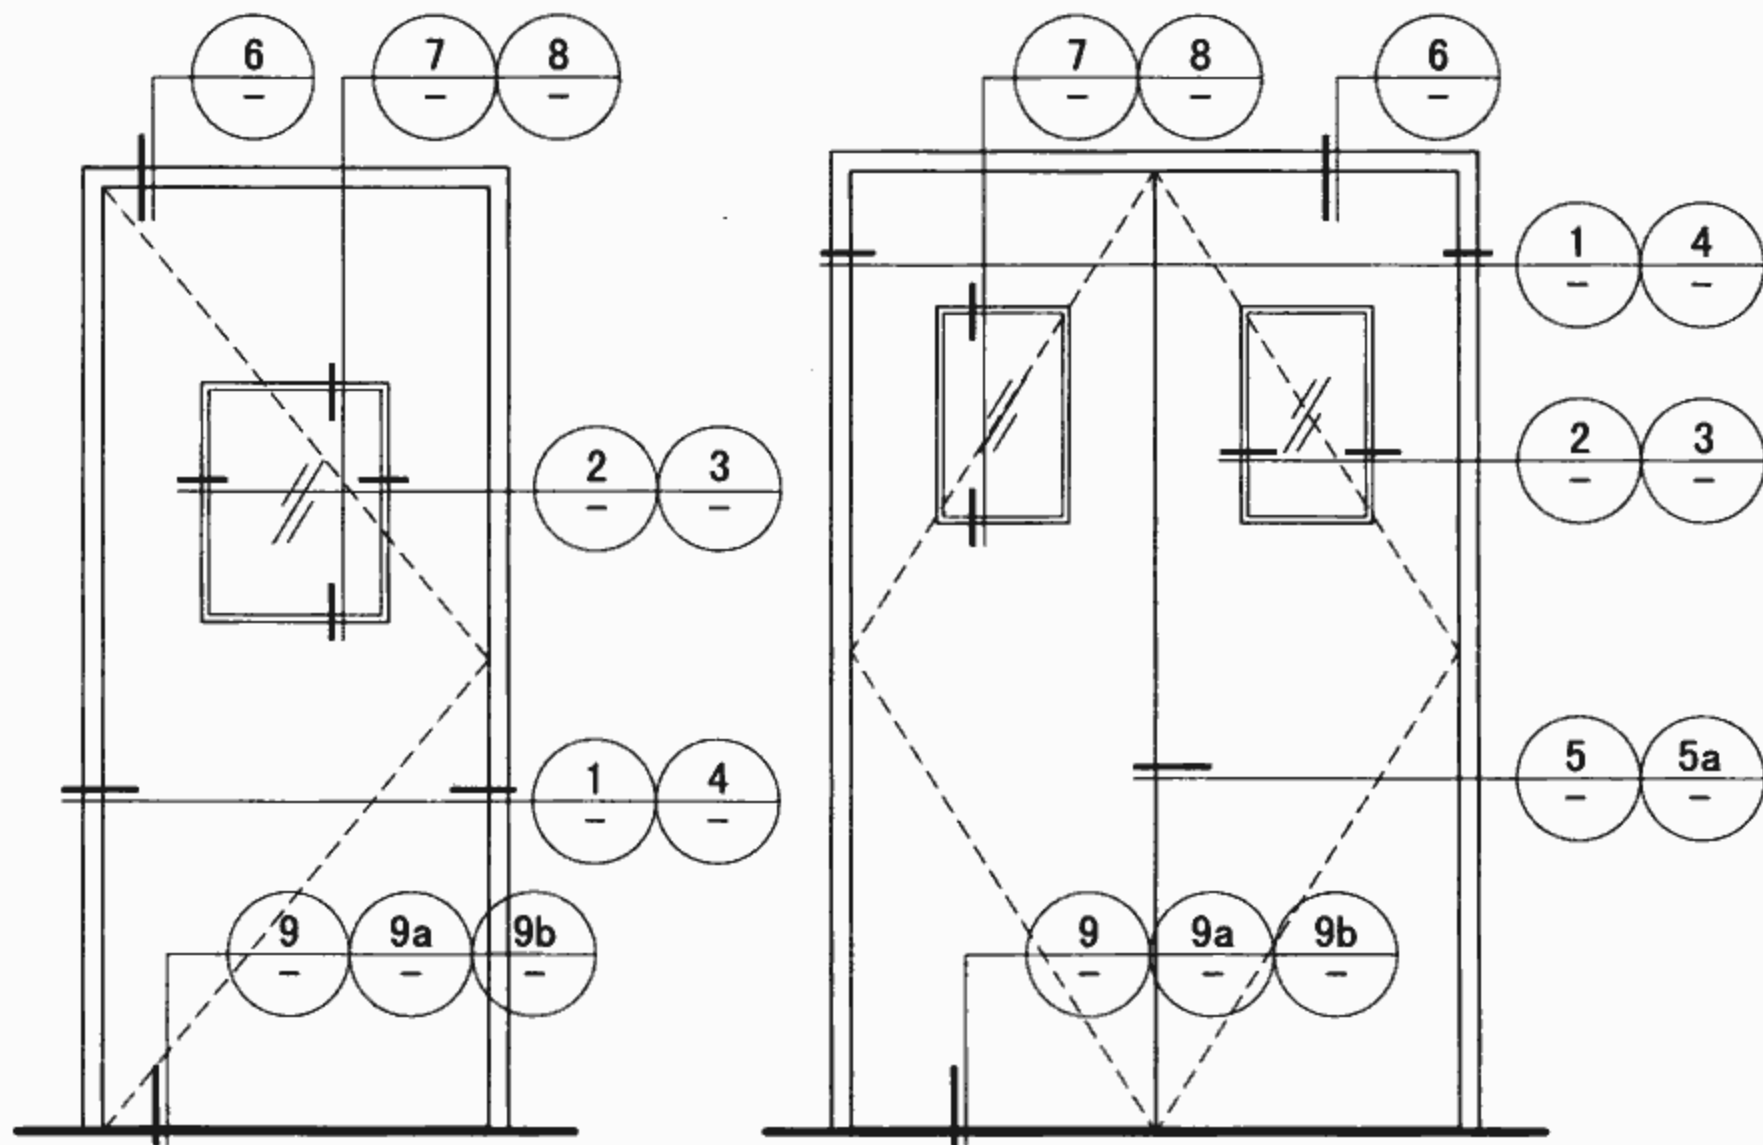 6 7 8
– – –
7 8 6
– – –
1 4
– –
2 3
– –
2 3
– –
5 5a
– –
1 4
– –
9 9a 9b
– – –
9 9a 9b
– – –